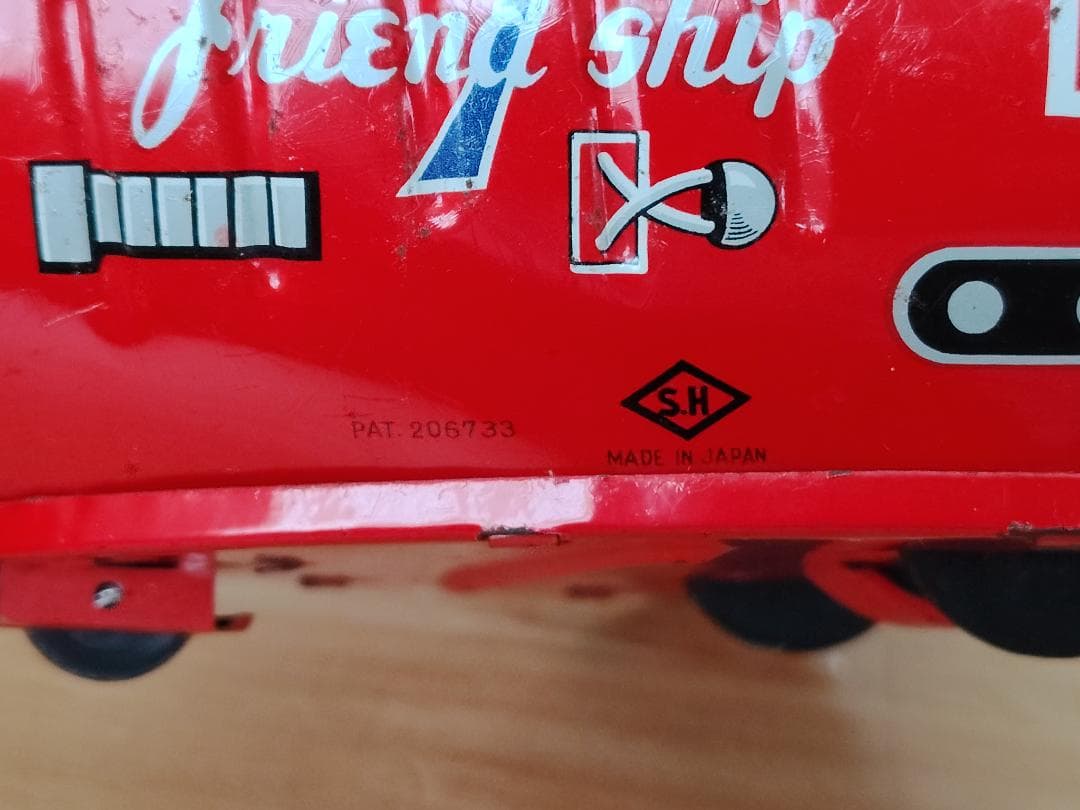 friend ship
PAT. 206733
S.H
MADE IN JAPAN